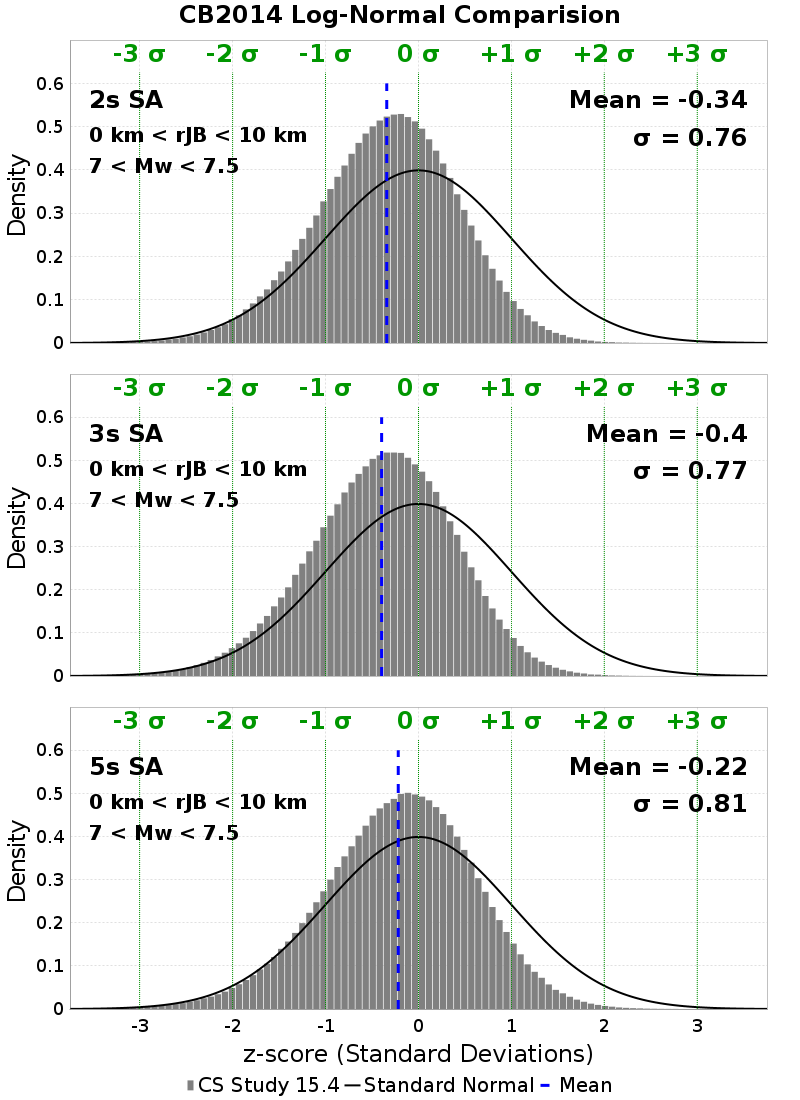 CB2014 Log-Normal Comparision
-3 σ -2 σ -1 σ 0 σ +1 σ +2 σ +3 σ
0.6
2s SA
Mean = -0.34
0.5
0 km < rJB < 10 km
σ = 0.76
7 < Mw < 7.5
0.4
0.3
0.2
0.1
0
Density
-3 σ -2 σ -1 σ 0 σ +1 σ +2 σ +3 σ
0.6
3s SA
Mean = -0.4
0.5
0 km < rJB < 10 km
σ = 0.77
7 < Mw < 7.5
0.4
0.3
0.2
0.1
0
Density
-3 σ -2 σ -1 σ 0 σ +1 σ +2 σ +3 σ
0.6
5s SA
Mean = -0.22
0.5
0 km < rJB < 10 km
σ = 0.81
7 < Mw < 7.5
0.4
0.3
0.2
0.1
0
Density
-3 -2 -1 0 1 2 3
z-score (Standard Deviations)
CS Study 15.4 Standard Normal Mean